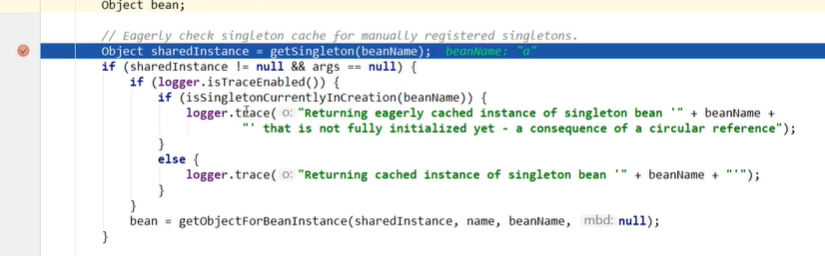 Object bean;
// Eagerly check singleton cache for manually registered singletons.
Object sharedInstance = getSingleton(beanName);  beanName: "a"
if (sharedInstance != null && args == null) {
if (logger.isTraceEnabled()) {
if (isSingletonCurrentlyInCreation(beanName)) {
logger.trace( o: "Returning eagerly cached instance of singleton bean '" + beanName +
"' that is not fully initialized yet - a consequence of a circular reference");
}
else {
logger.trace( o: "Returning cached instance of singleton bean '" + beanName + "'");
}
}
bean = getObjectForBeanInstance(sharedInstance, name, beanName, mbd: null);
}